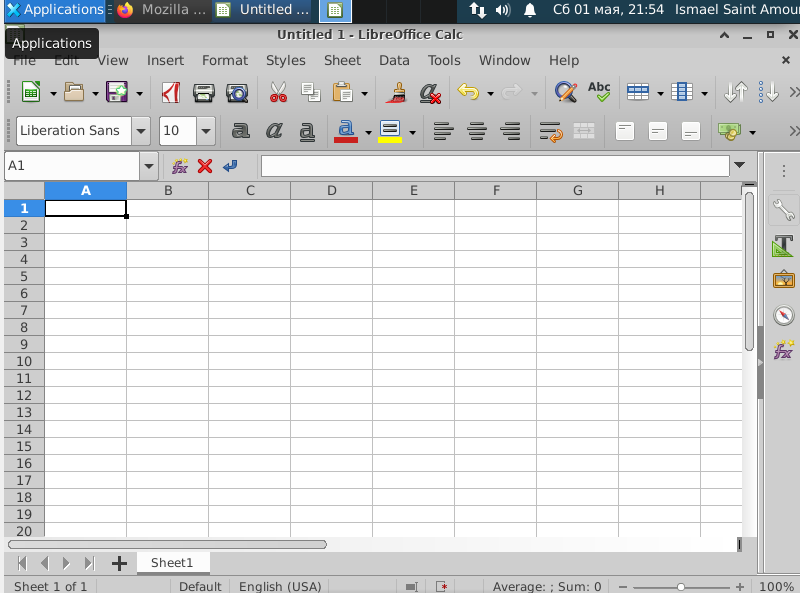 Applications Mozilla ... Untitled ... Сб 01 мая, 21:54 Ismael Saint Amou
Untitled 1 - LibreOffice Calc
Applications
File Edit View Insert Format Styles Sheet Data Tools Window Help
Abc
Liberation Sans 10 a a a a
A1 fx
A B C D E F G H
1
2
3
4
5
6
7
8
9
10
11
12
13
14
15
16
17
18
19
20
Sheet1
Sheet 1 of 1 Default English (USA) Average: ; Sum: 0 100%